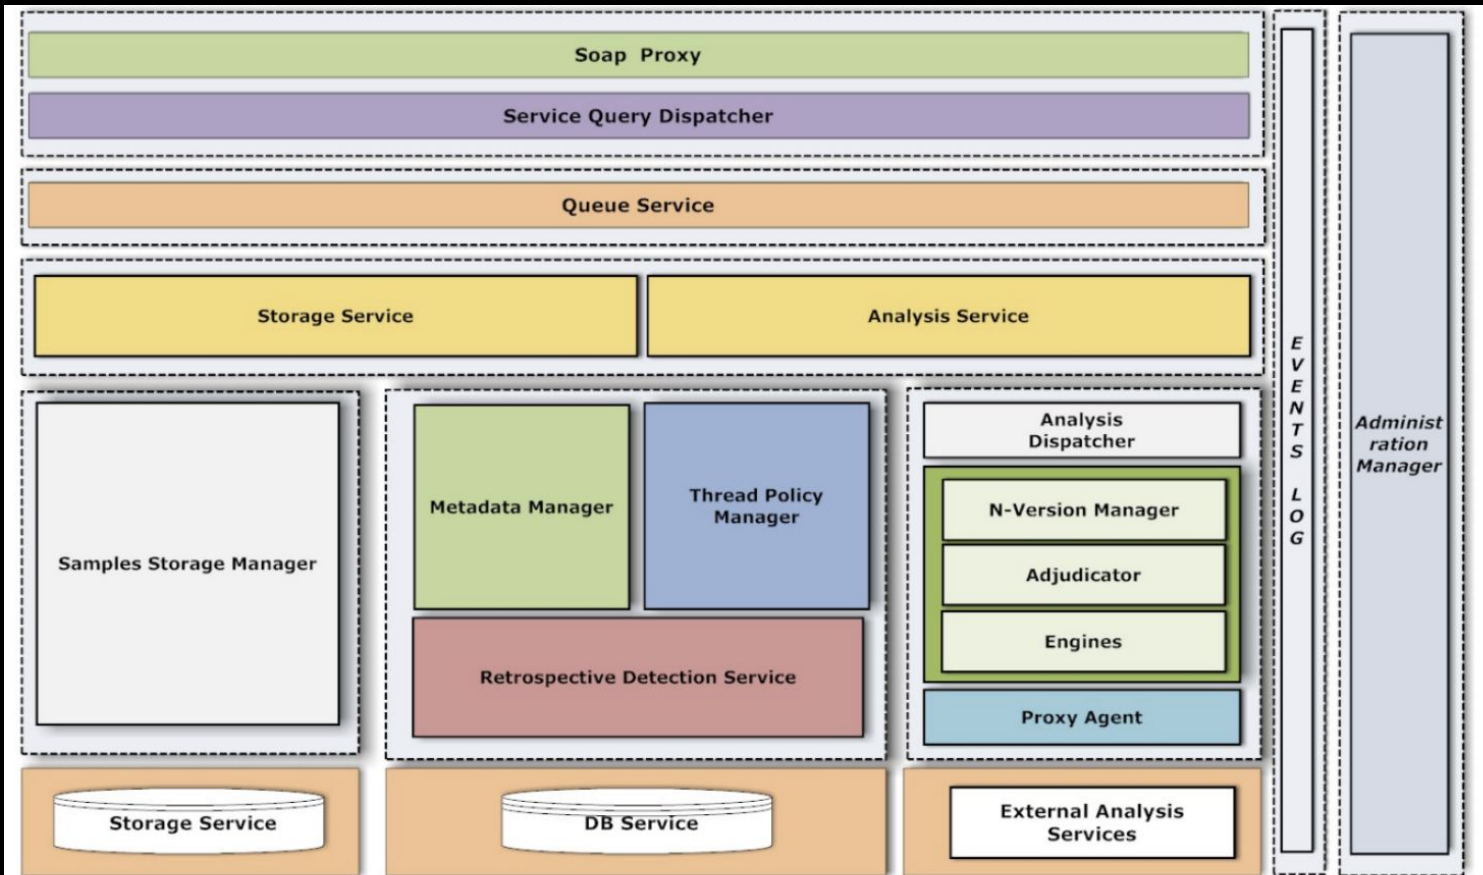 Soap Proxy
Service Query Dispatcher
Queue Service
Storage Service
Analysis Service
Samples Storage Manager
Metadata Manager
Thread Policy
Manager
Retrospective Detection Service
Analysis
Dispatcher
N-Version Manager
Adjudicator
Engines
Proxy Agent
Storage Service
DB Service
External Analysis
Services
EVENTS LOG
Administ
ration
Manager